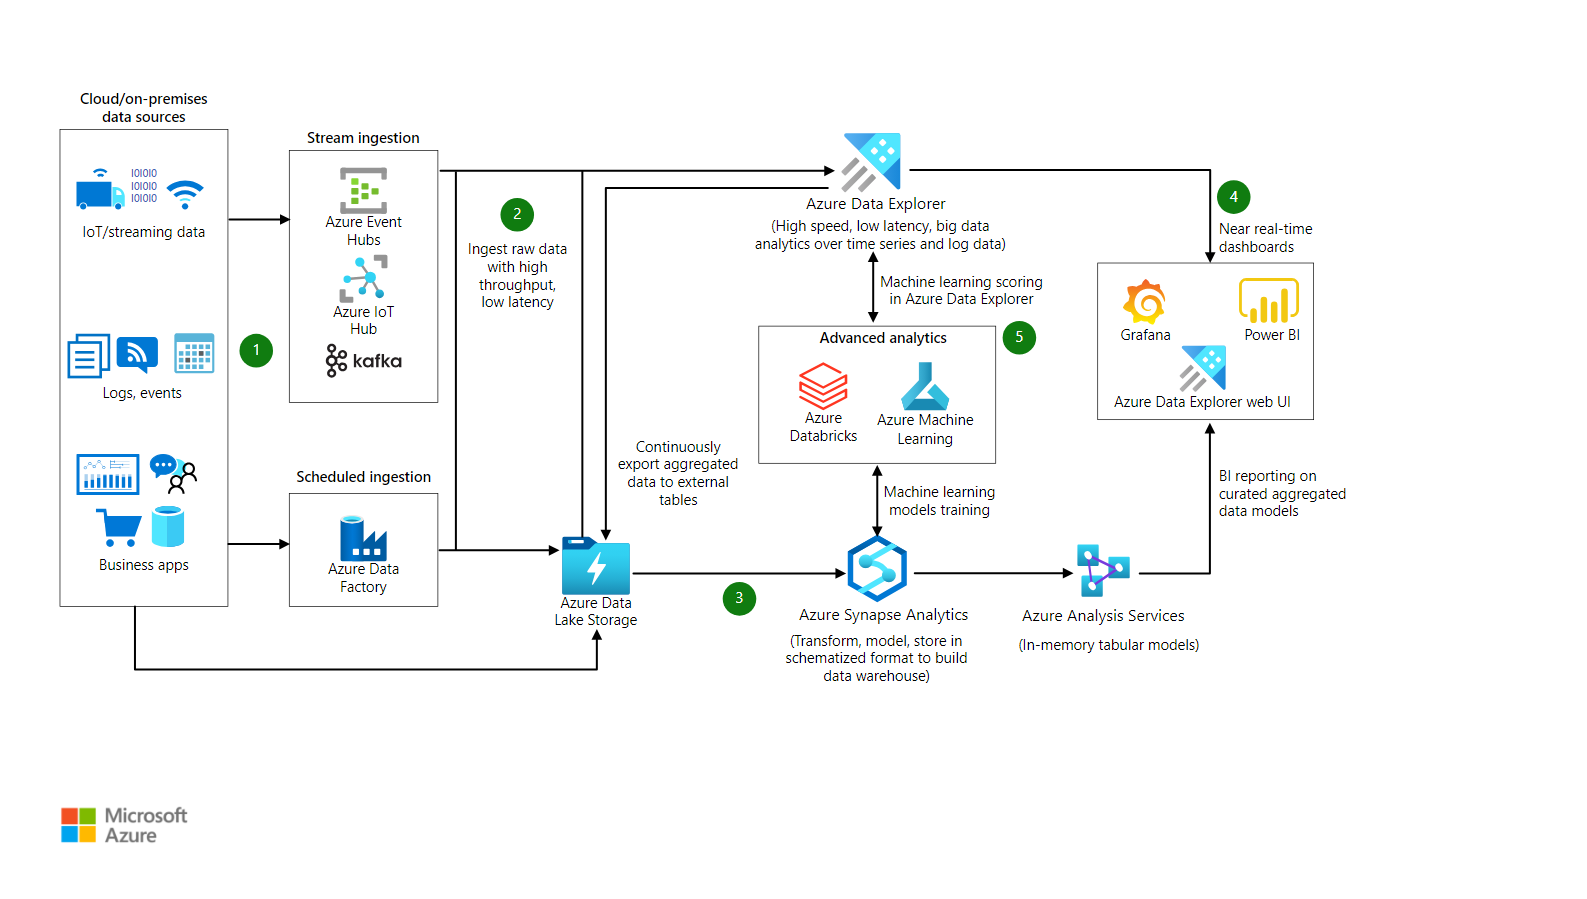 Cloud/on-premises
data sources
IOIOIO
IOIOIO
IOIOIO
IoT/streaming data
Logs, events
Business apps
1
Stream ingestion
Azure Event
Hubs
Azure IoT
Hub
kafka
Scheduled ingestion
Azure Data
Factory
2
Ingest raw data
with high
throughput,
low latency
Continuously
export aggregated
data to external
tables
Azure Data
Lake Storage
3
Azure Data Explorer
(High speed, low latency, big data
analytics over time series and log data)
Machine learning scoring
in Azure Data Explorer
5
Advanced analytics
Azure
Databricks
Azure Machine
Learning
Machine learning
models training
Azure Synapse Analytics
(Transform, model, store in
schematized format to build
data warehouse)
Azure Analysis Services
(In-memory tabular models)
4
Near real-time
dashboards
Grafana
Power BI
Azure Data Explorer web UI
BI reporting on
curated aggregated
data models
Microsoft
Azure